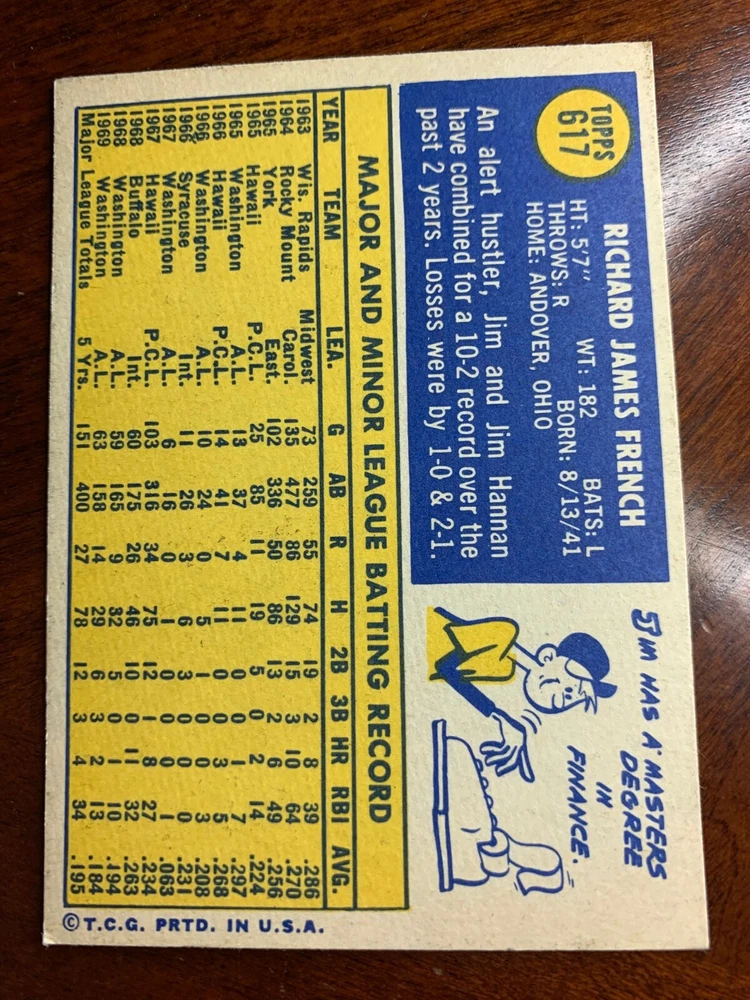 TOPPS
617
RICHARD JAMES FRENCH
HT: 5'7" WT: 182 BATS: L
THROWS: R BORN: 8/13/41
HOME: ANDOVER, OHIO
An alert hustler, Jim and Jim Hannan
have combined for a 10-2 record over the
past 2 years. Losses were by 1-0 & 2-1.
JIM HAS A MASTERS
DEGREE
IN
FINANCE.
MAJOR AND MINOR LEAGUE BATTING RECORD
YEAR TEAM LEA. G AB R H 2B 3B HR RBI AVG.
1963 Wis. Rapids Midwest 73 259 55 74 19 2 8 39 .286
1964 Rocky Mount Carol. 135 477 86 129 15 3 10 64 .270
1965 York East. 102 336 50 86 13 2 6 49 .256
1965 Hawaii P.C.L. 25 85 11 19 5 0 2 14 .224
1965 Washington A.L. 13 37 4 11 0 0 1 7 .297
1966 Hawaii P.C.L. 14 41 7 11 0 0 3 5 .268
1966 Washington A.L. 10 24 0 5 1 0 0 3 .208
1966 Syracuse Int. 11 26 3 6 3 0 0 0 .231
1967 Washington A.L. 6 16 0 1 0 0 0 1 .063
1967 Hawaii P.C.L. 103 316 34 75 12 1 8 27 .234
1968 Buffalo Int. 60 175 26 46 10 0 11 32 .263
1968 Washington A.L. 59 165 9 32 5 0 1 10 .194
1969 Washington A.L. 63 158 14 29 6 3 2 13 .184
Major League Totals 5 Yrs. 151 400 27 78 12 3 4 34 .195
© T.C.G. PRTD. IN U.S.A.